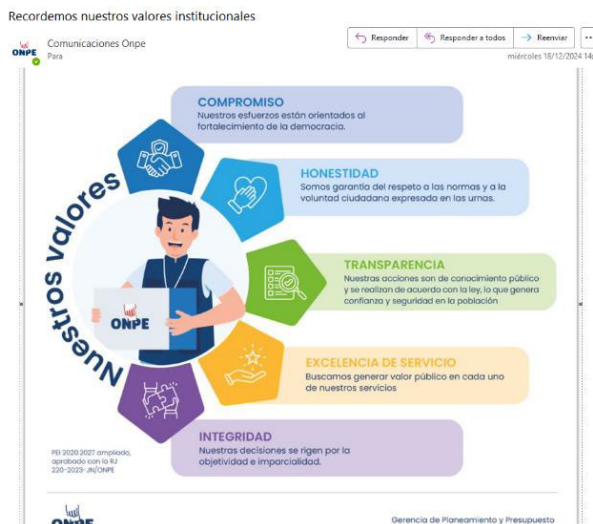 Recordemos nuestros valores institucionales
ONPE
Comunicaciones Onpe
Para
Responder
Responder a todos
Reenviar
miércoles 18/12/2024 14:
COMPROMISO
Nuestros esfuerzos están orientados al
fortalecimiento de la democracia.
HONESTIDAD
Somos garantía del respeto a las normas y a la
voluntad ciudadana expresada en las urnas.
Nuestros valores
TRANSPARENCIA
Nuestras acciones son de conocimiento público
y se realizan de acuerdo con la ley, lo que genera
confianza y seguridad en la población
ONPE
EXCELENCIA DE SERVICIO
Buscamos generar valor público en cada uno
de nuestros servicios
INTEGRIDAD
Nuestras decisiones se rigen por la
objetividad e imparcialidad.
PEI 2020.2027 ampliado,
aprobado con la RJ
220-2023- JN/ONPE
ONPE
Gerencia de Planeamiento y Presupuesto